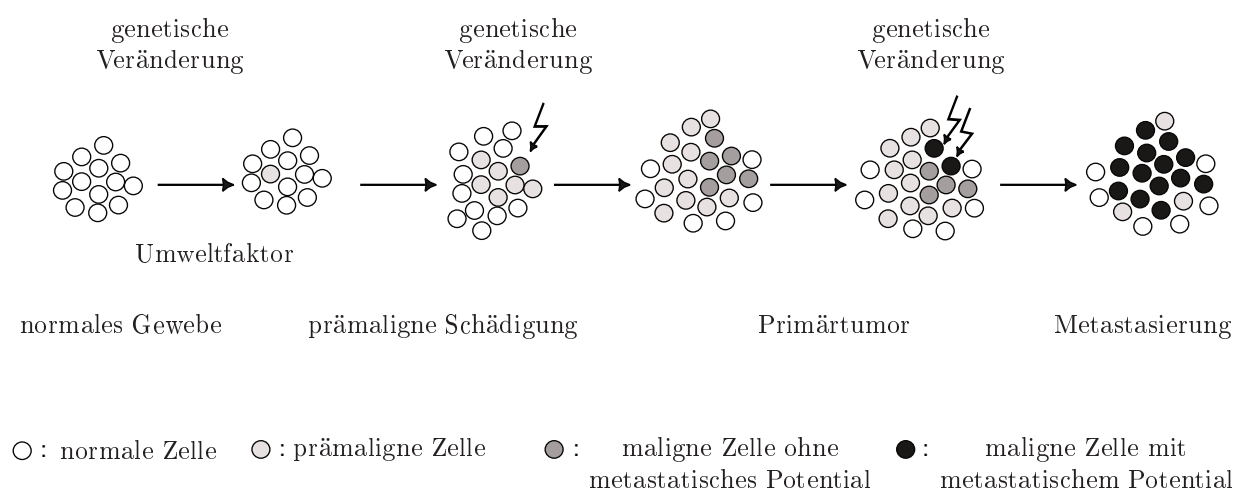 genetische
Veränderung
genetische
Veränderung
genetische
Veränderung
Umweltfaktor
normales Gewebe
prämaligne Schädigung
Primärtumor
Metastasierung
: normale Zelle
: prämaligne Zelle
: maligne Zelle ohne
metastatisches Potential
: maligne Zelle mit
metastatischem Potential